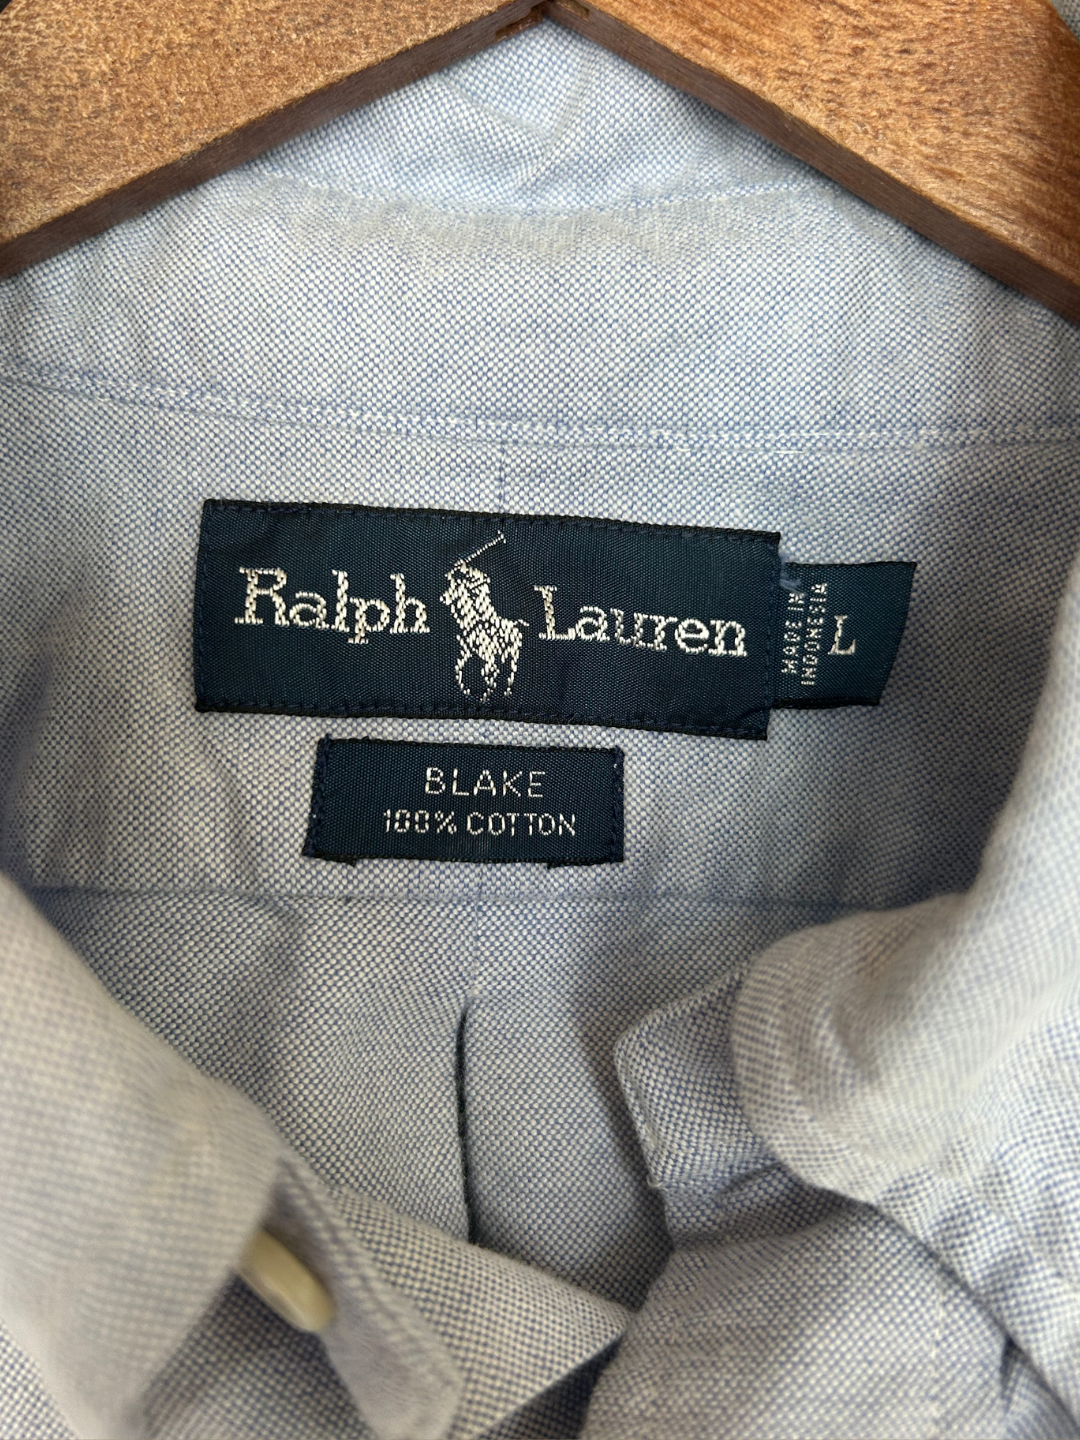 Ralph Lauren
MADE IN
INDONESIA
L
BLAKE
100% COTTON